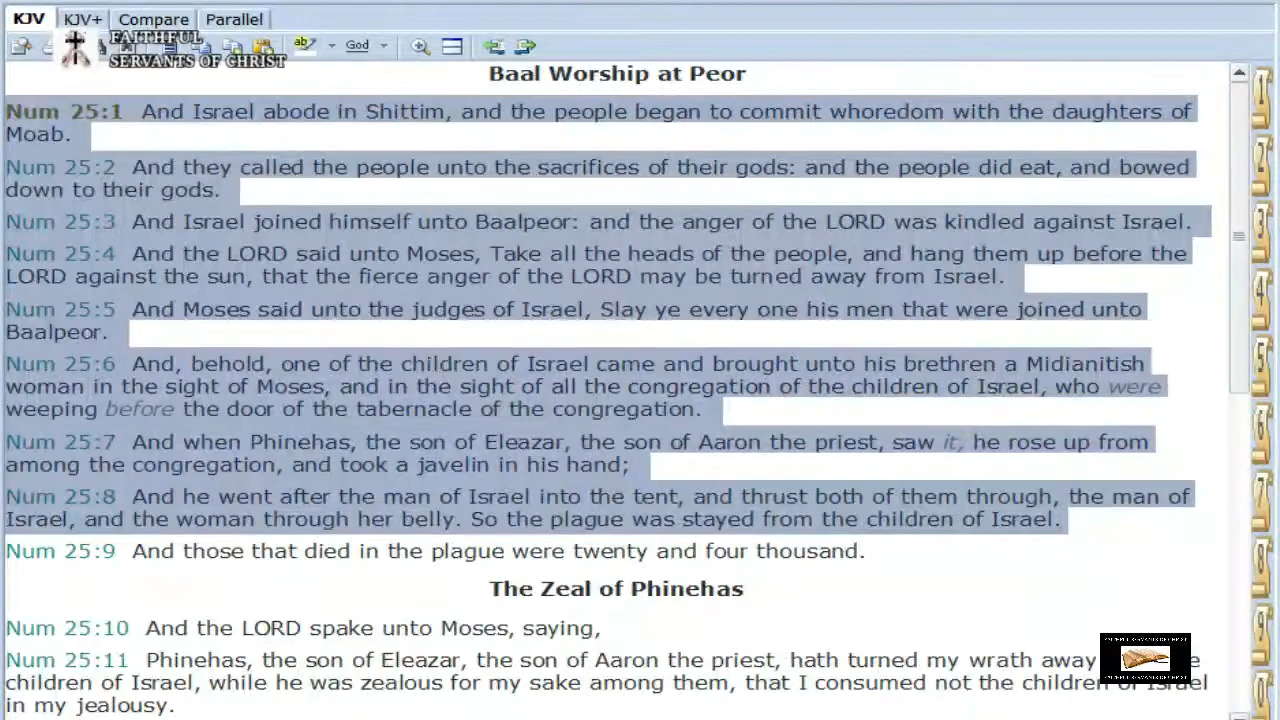 KJV KJV+ Compare Parallel
FAITHFUL
SERVANTS OF CHRIST
God
Baal Worship at Peor
Num 25:1 And Israel abode in Shittim, and the people began to commit whoredom with the daughters of
Moab.
Num 25:2 And they called the people unto the sacrifices of their gods: and the people did eat, and bowed
down to their gods.
Num 25:3 And Israel joined himself unto Baalpeor: and the anger of the LORD was kindled against Israel.
Num 25:4 And the LORD said unto Moses, Take all the heads of the people, and hang them up before the
LORD against the sun, that the fierce anger of the LORD may be turned away from Israel.
Num 25:5 And Moses said unto the judges of Israel, Slay ye every one his men that were joined unto
Baalpeor.
Num 25:6 And, behold, one of the children of Israel came and brought unto his brethren a Midianitish
woman in the sight of Moses, and in the sight of all the congregation of the children of Israel, who were
weeping before the door of the tabernacle of the congregation.
Num 25:7 And when Phinehas, the son of Eleazar, the son of Aaron the priest, saw it, he rose up from
among the congregation, and took a javelin in his hand;
Num 25:8 And he went after the man of Israel into the tent, and thrust both of them through, the man of
Israel, and the woman through her belly. So the plague was stayed from the children of Israel.
Num 25:9 And those that died in the plague were twenty and four thousand.
The Zeal of Phinehas
Num 25:10 And the LORD spake unto Moses, saying,
Num 25:11 Phinehas, the son of Eleazar, the son of Aaron the priest, hath turned my wrath away
children of Israel, while he was zealous for my sake among them, that I consumed not the children of Israel
in my jealousy.
1
2
3
4
5
6
7
8
9